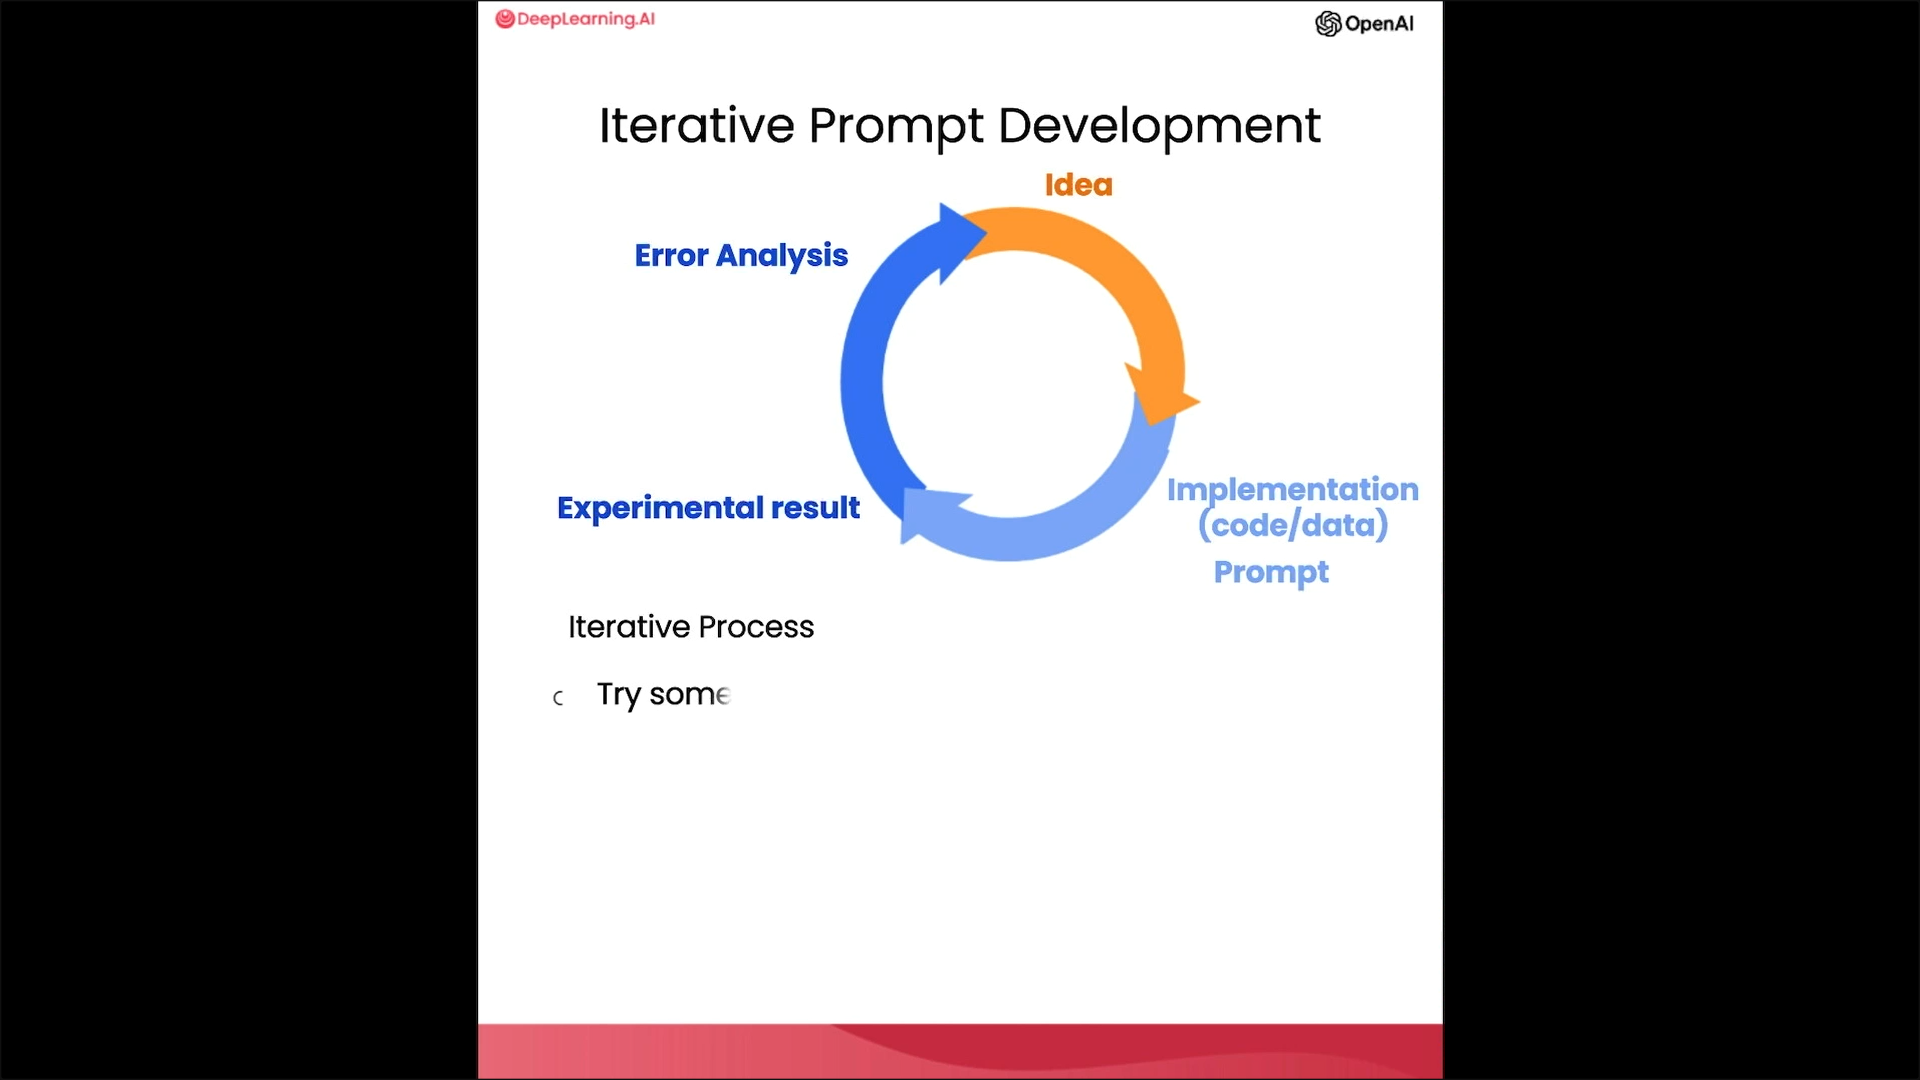 DeepLearning.AI
OpenAI
Iterative Prompt Development
Idea
Error Analysis
Experimental result
Implementation
(code/data)
Prompt
Iterative Process
Try some